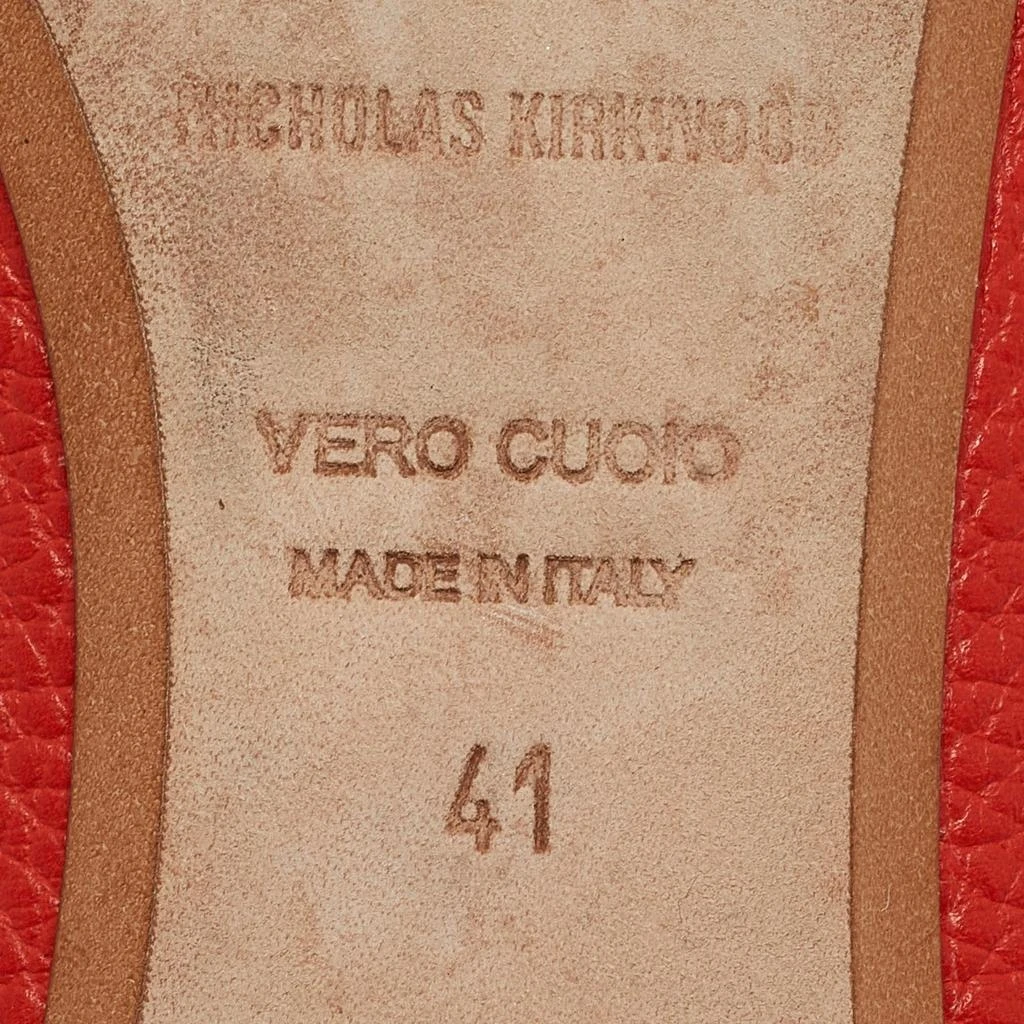 NICHOLAS KIRKWOOD
VERO CUOIO
MADE IN ITALY
41